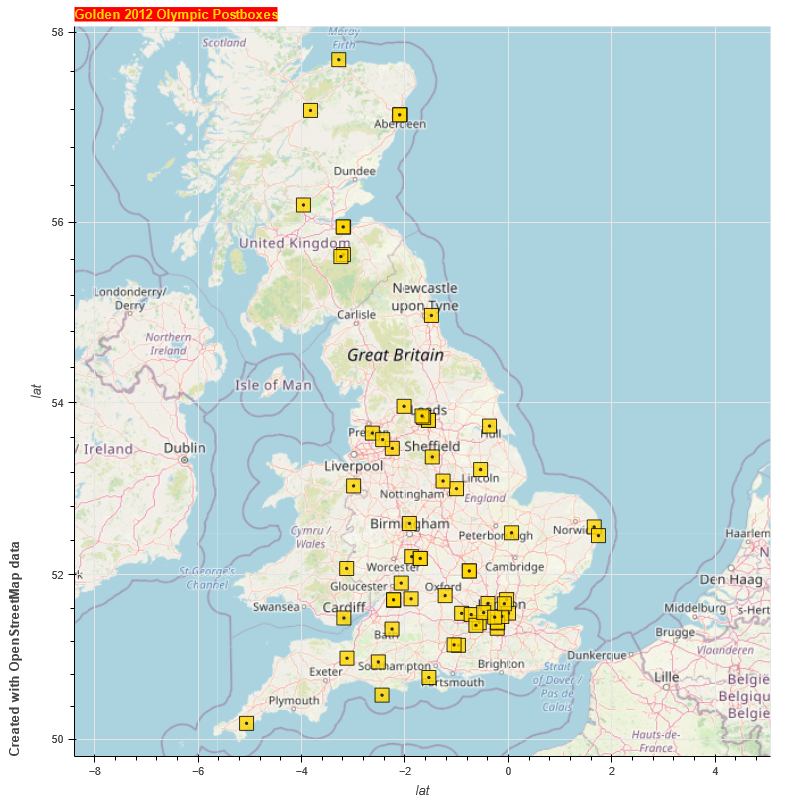 Golden 2012 Olympic Postboxes
58
Scotland
Moray
Firth
Aberdeen
Dundee
56
United Kingdom
Londonderry/
Derry
Newcastle
upon Tyne
Carlisle
Northern
Ireland
Great Britain
Isle of Man
lat
54
Leeds
Hull
/ Ireland
Dublin
Sheffield
Liverpool
Lincoln
Nottingham
England
Birmingham
Cymru /
Wales
Peterborough
Norwich
Haarlem
N
52
St George's
Channel
Worcester
Cambridge
Den Haag
Gloucester
Oxford
Swansea
Cardiff
Middelburg
's-Hert
Bath
Brugge
Vlaanderen
Exeter
Southampton
Brighton
Strait
of Dover /
Pas de
Calais
Dunkerque
Lille
België
Belgiqu
Belgie
Portsmouth
Plymouth
Hauts-de-
France
50
Created with OpenStreetMap data
−8 −6 −4 −2 0 2 4
lat